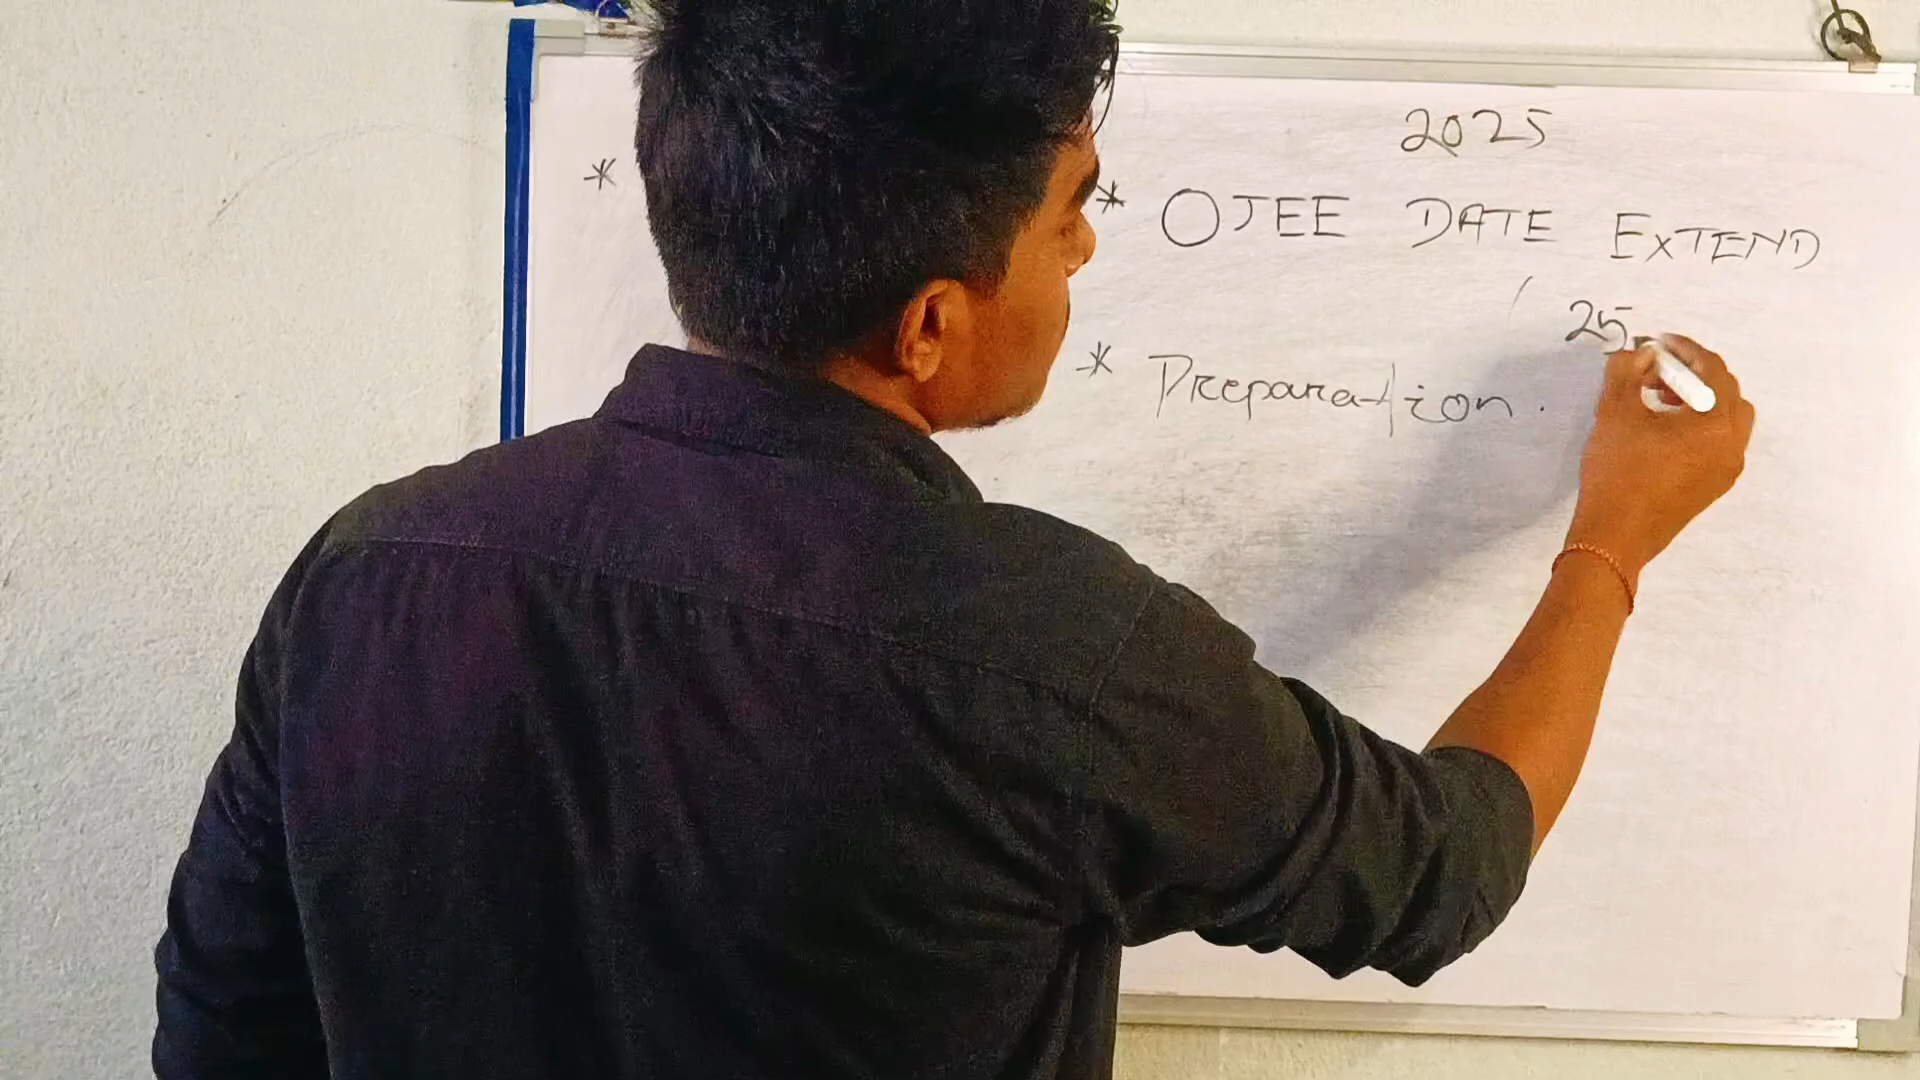 2025
*
* OJEE DATE EXTEND
(25
* Preparation.